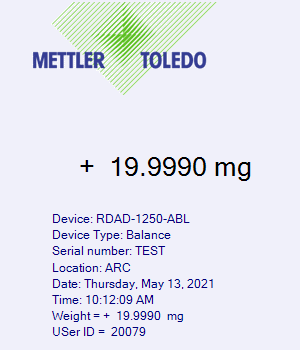 METTLER TOLEDO
+ 19.9990 mg
Device: RDAD-1250-ABL
Device Type: Balance
Serial number: TEST
Location: ARC
Date: Thursday, May 13, 2021
Time: 10:12:09 AM
Weight = + 19.9990 mg
USer ID = 20079